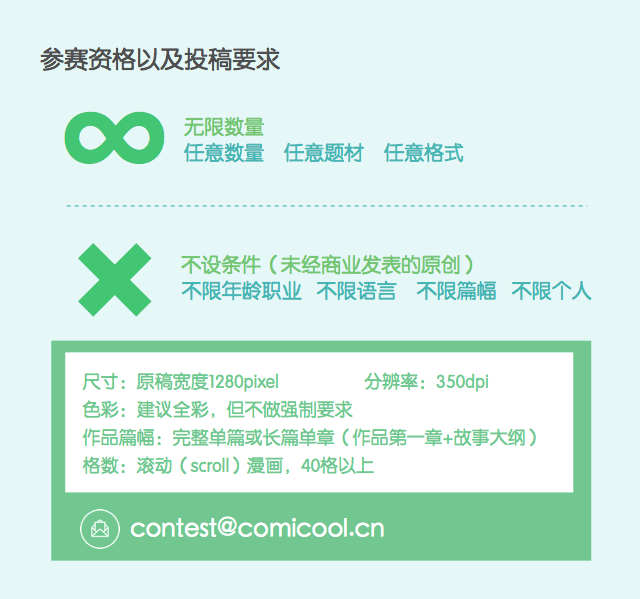 参赛资格以及投稿要求
无限数量
任意数量 任意题材 任意格式
不设条件（未经商业发表的原创）
不限年龄职业 不限语言 不限篇幅 不限个人
尺寸：原稿宽度1280pixel 分辨率：350dpi
色彩：建议全彩，但不做强制要求
作品篇幅：完整单篇或长篇单章（作品第一章+故事大纲）
格数：滚动（scroll）漫画，40格以上
contest@comicool.cn